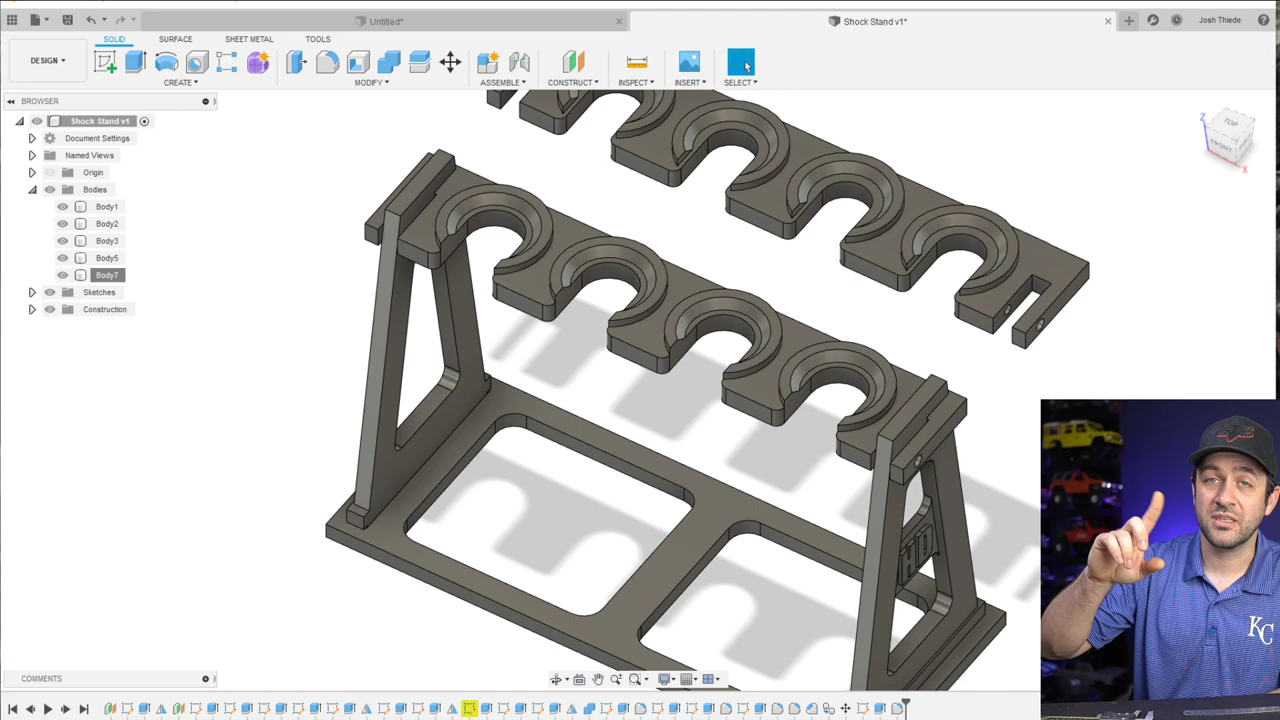 Untitled*
Shock Stand v1*
Josh Thiede
SOLID
SURFACE
SHEET METAL
TOOLS
DESIGN
CREATE
MODIFY
ASSEMBLE
CONSTRUCT
INSPECT
INSERT
SELECT
BROWSER
Shock Stand v1
Document Settings
Named Views
Origin
Bodies
Body1
Body2
Body3
Body5
Body7
Sketches
Construction
TOP
FRONT
Z
X
HD
KC
COMMENTS